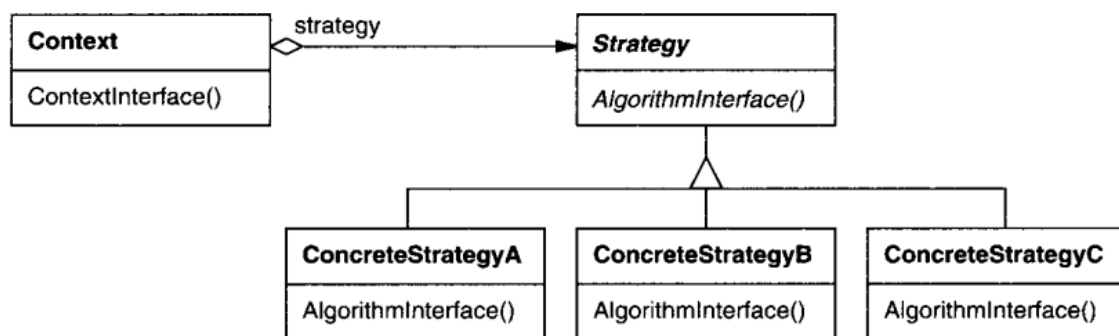 strategy
Context
Strategy
ContextInterface()
AlgorithmInterface()
ConcreteStrategyA
ConcreteStrategyB
ConcreteStrategyC
AlgorithmInterface()
AlgorithmInterface()
AlgorithmInterface()